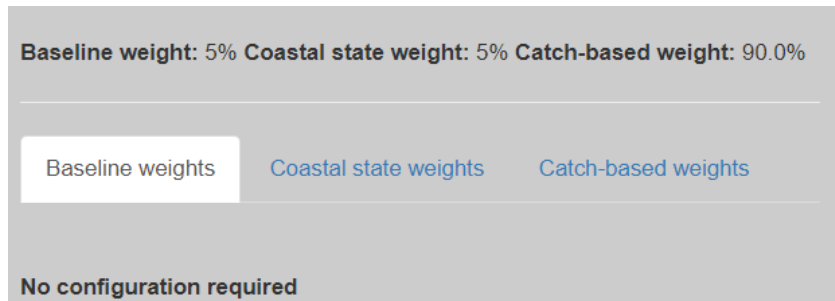 Baseline weight: 5% Coastal state weight: 5% Catch-based weight: 90.0%
Baseline weights Coastal state weights Catch-based weights
No configuration required